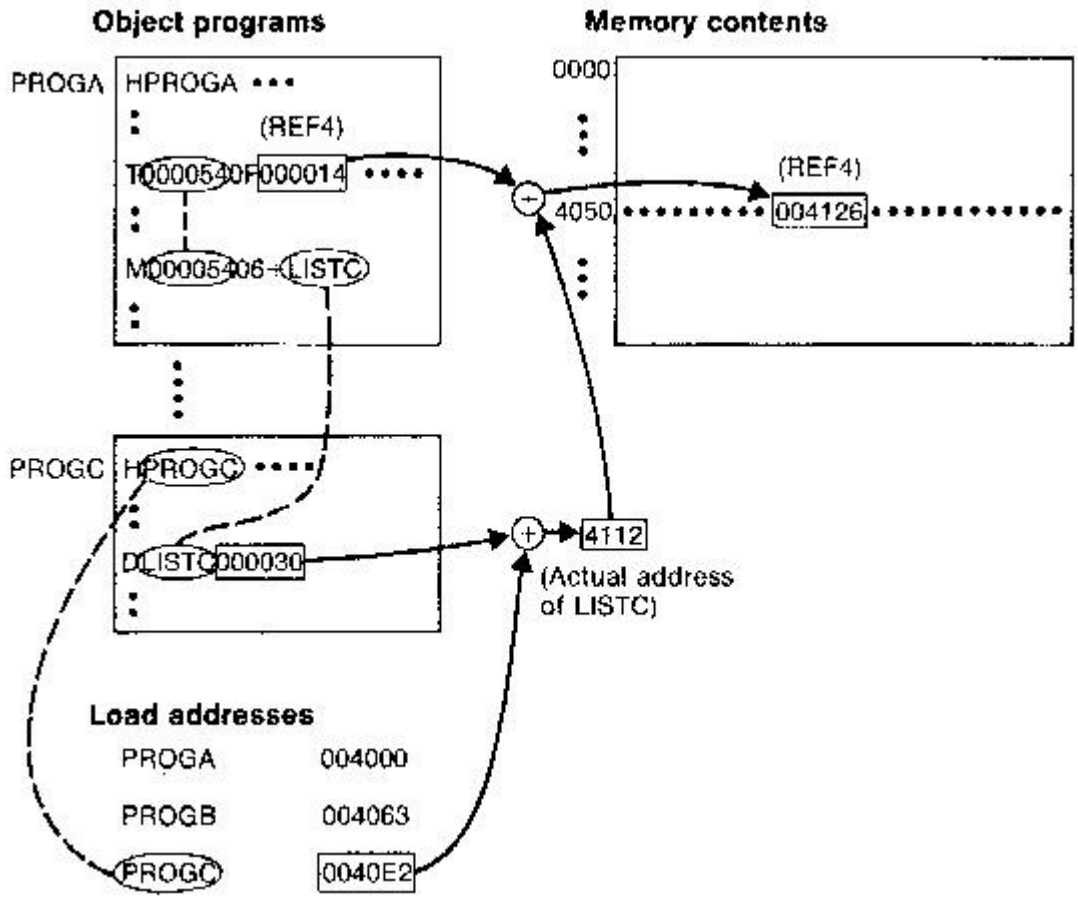 Object programs
Memory contents
PROGA
HPROGA ••••
(REF4)
T0000540F000014 ••••
M00005406+LISTC
0000
(REF4)
4050
004126
PROGC
HPROGC ••••
DLISTC000030
4112
(Actual address
of LISTC)
Load addresses
PROGA 004000
PROGB 004063
PROGC 0040E2